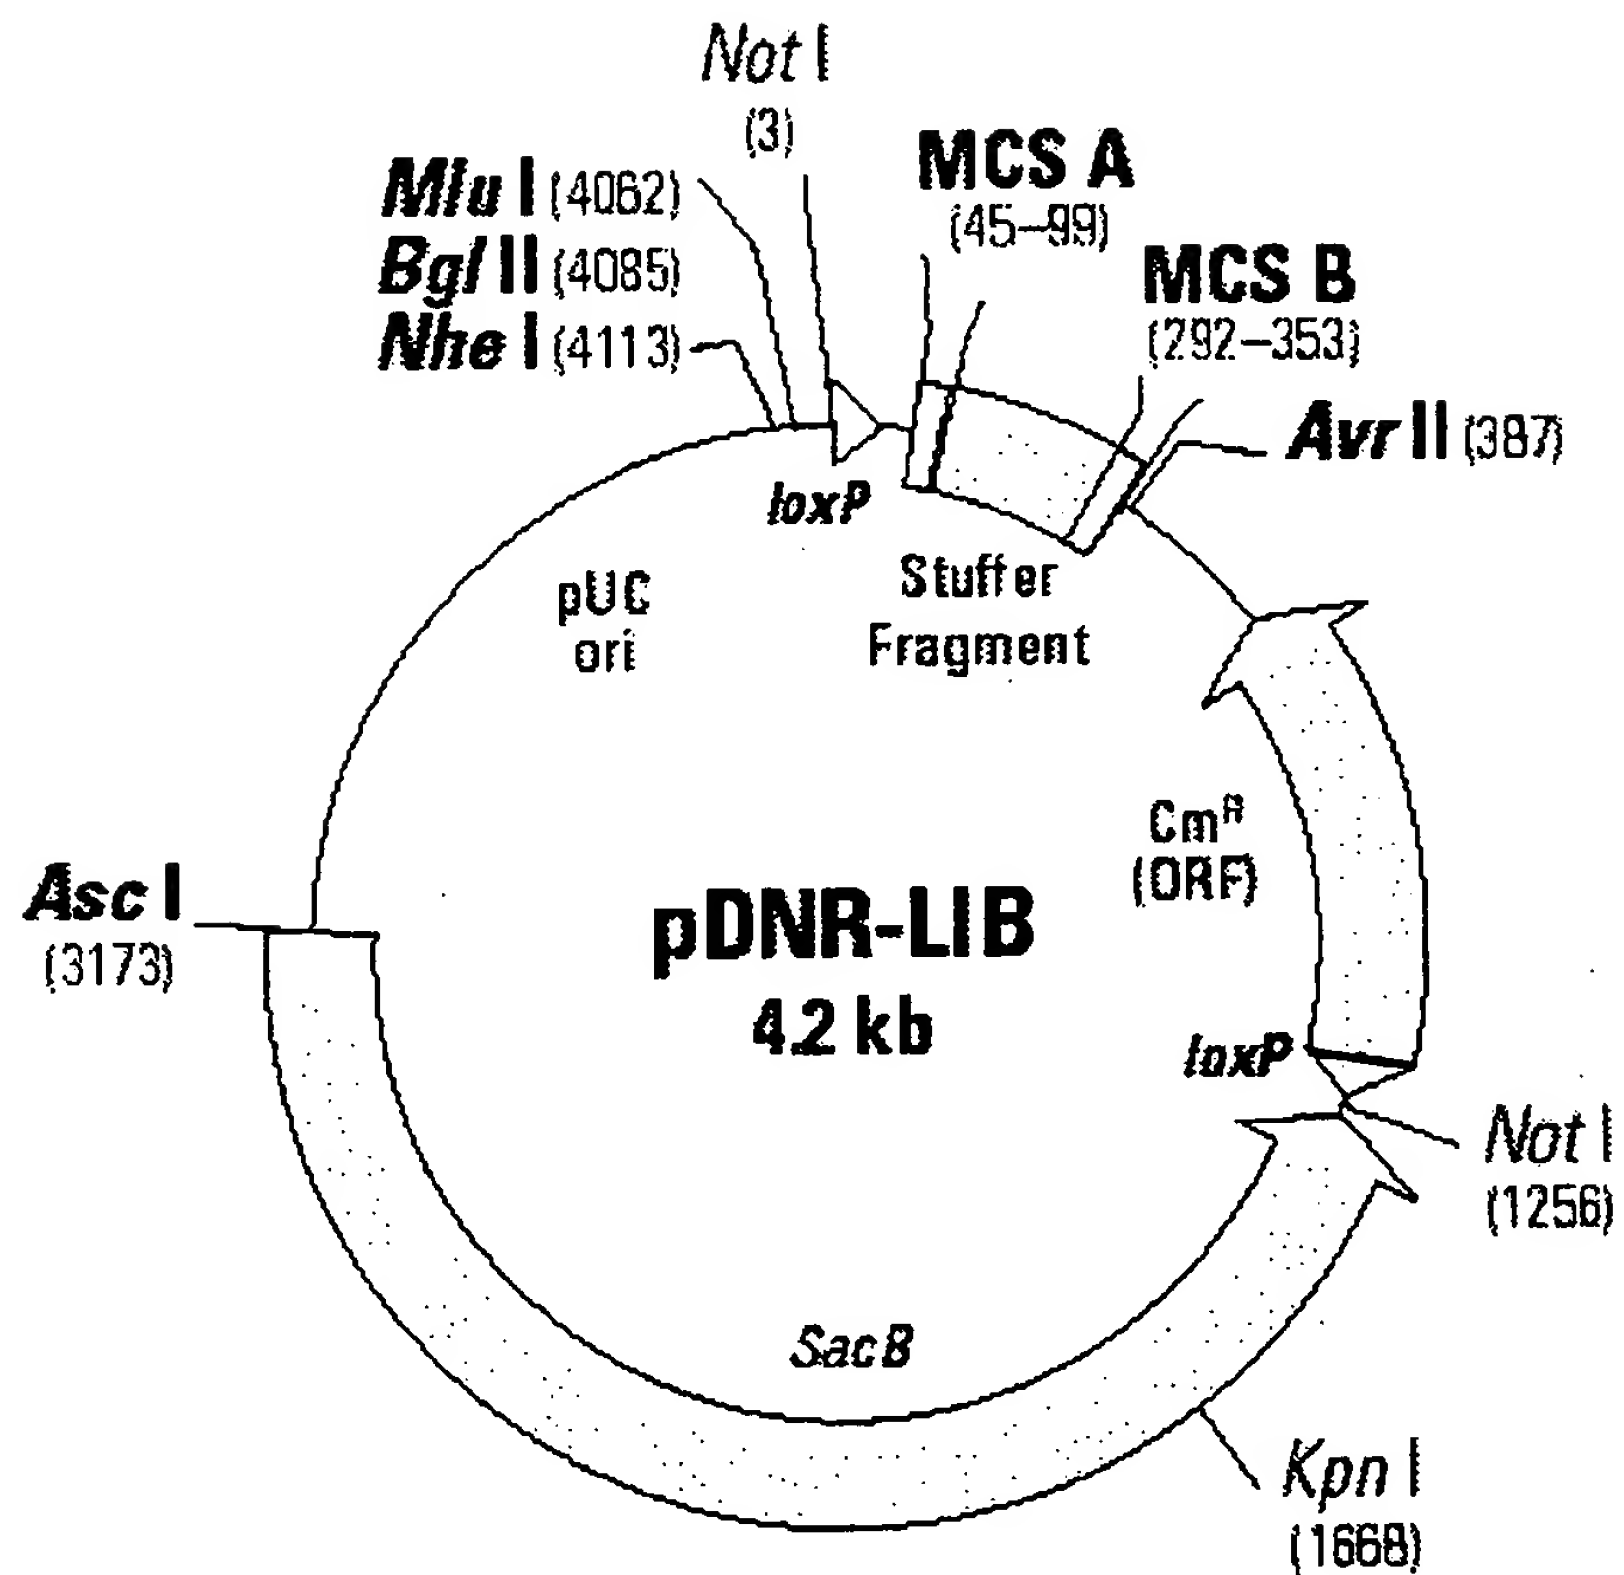 Not I
(3)
MCS A
(45–99)
Mlu I (4062)
Bgl II (4085)
Nhe I (4113)
MCS B
(292–353)
Avr II (387)
loxP
pUC
ori
Stuffer
Fragment
CmR
(ORF)
Asc I
(3173)
pDNR-LIB
4.2 kb
loxP
Not I
(1256)
SacB
Kpn I
(1668)